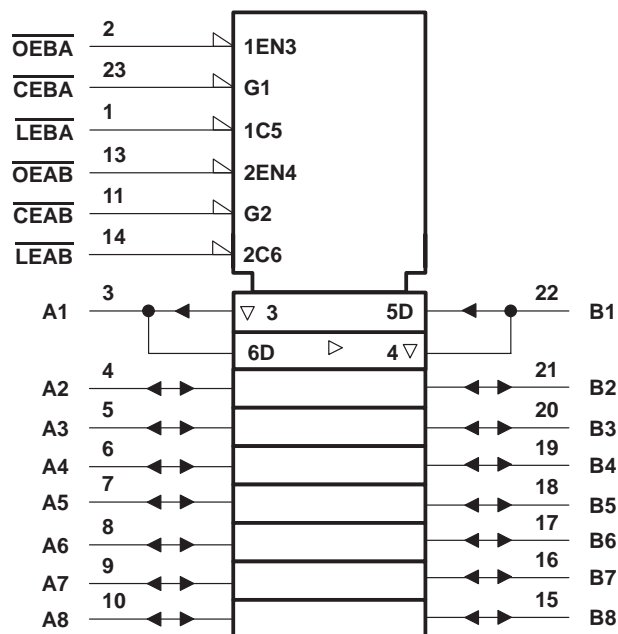 OEBA 2 1EN3
CEBA 23 G1
LEBA 1 1C5
OEAB 13 2EN4
CEAB 11 G2
LEAB 14 2C6
A1 3 ▽ 3 5D 22 B1
6D ▷ 4 ▽
A2 4 21 B2
A3 5 20 B3
A4 6 19 B4
A5 7 18 B5
A6 8 17 B6
A7 9 16 B7
A8 10 15 B8